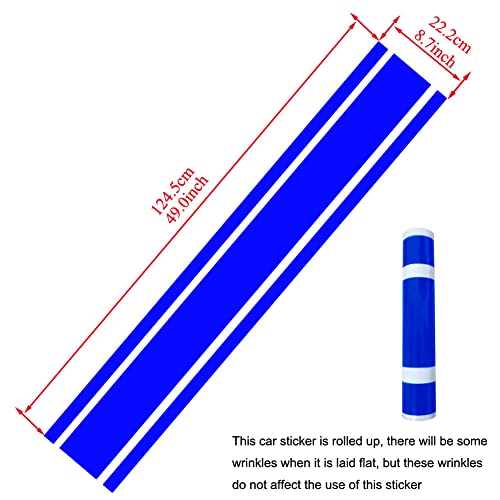 22.2cm
8.7inch
124.5cm
49.0inch
This car sticker is rolled up, there will be some
wrinkles when it is laid flat, but these wrinkles
do not affect the use of this sticker